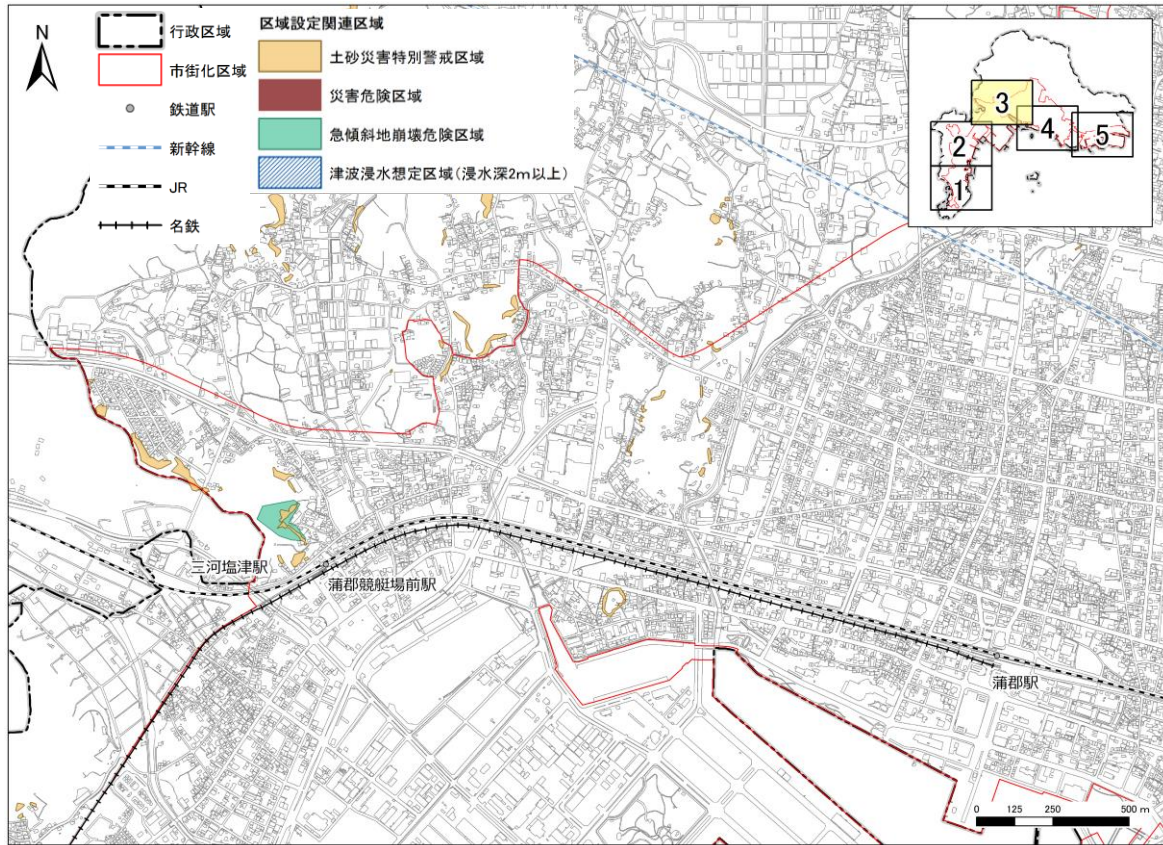 N
行政区域
市街化区域
鉄道駅
新幹線
JR
名鉄
区域設定関連区域
土砂災害特別警戒区域
災害危険区域
急傾斜地崩壊危険区域
津波浸水想定区域(浸水深2m以上)
3
4
5
2
1
三河塩津駅
蒲郡競艇場前駅
蒲郡駅
0 125 250 500 m